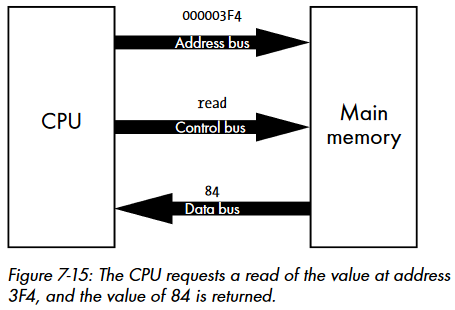 000003F4
Address bus
read
CPU
Control bus
Main
memory
84
Data bus
Figure 7-15: The CPU requests a read of the value at address
3F4, and the value of 84 is returned.